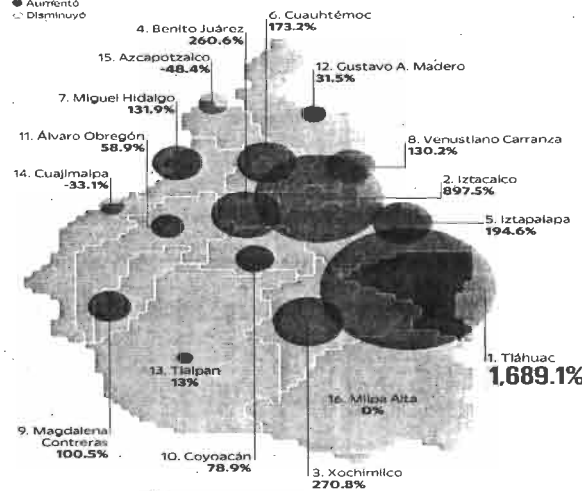 Aumentó
Disminuyó
6. Cuauhtémoc
173.2%
4. Benito Juárez
260.6%
15. Azcapotzalco
-48.4%
12. Gustavo A. Madero
31.5%
7. Miguel Hidalgo
131.9%
11. Álvaro Obregón
58.9%
8. Venustiano Carranza
130.2%
14. Cuajimalpa
-33.1%
2. Iztacalco
897.5%
5. Iztapalapa
194.6%
1. Tláhuac
1,689.1%
13. Tlalpan
13%
16. Milpa Alta
0%
9. Magdalena
Contreras
100.5%
10. Coyoacán
78.9%
3. Xochimilco
270.8%